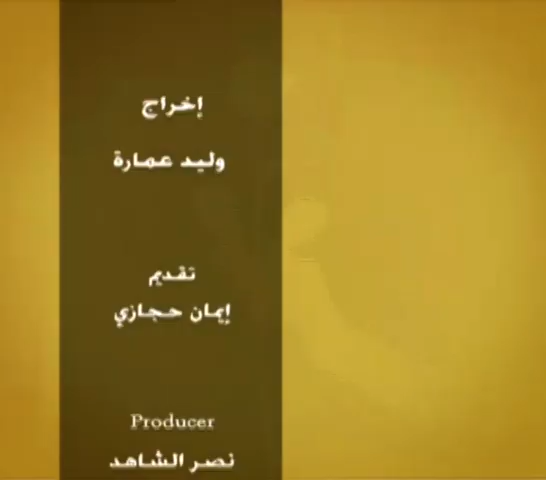 إخراج
وليد عمارة
تقديم
إيمان حجازي
Producer
نصر الشاهد